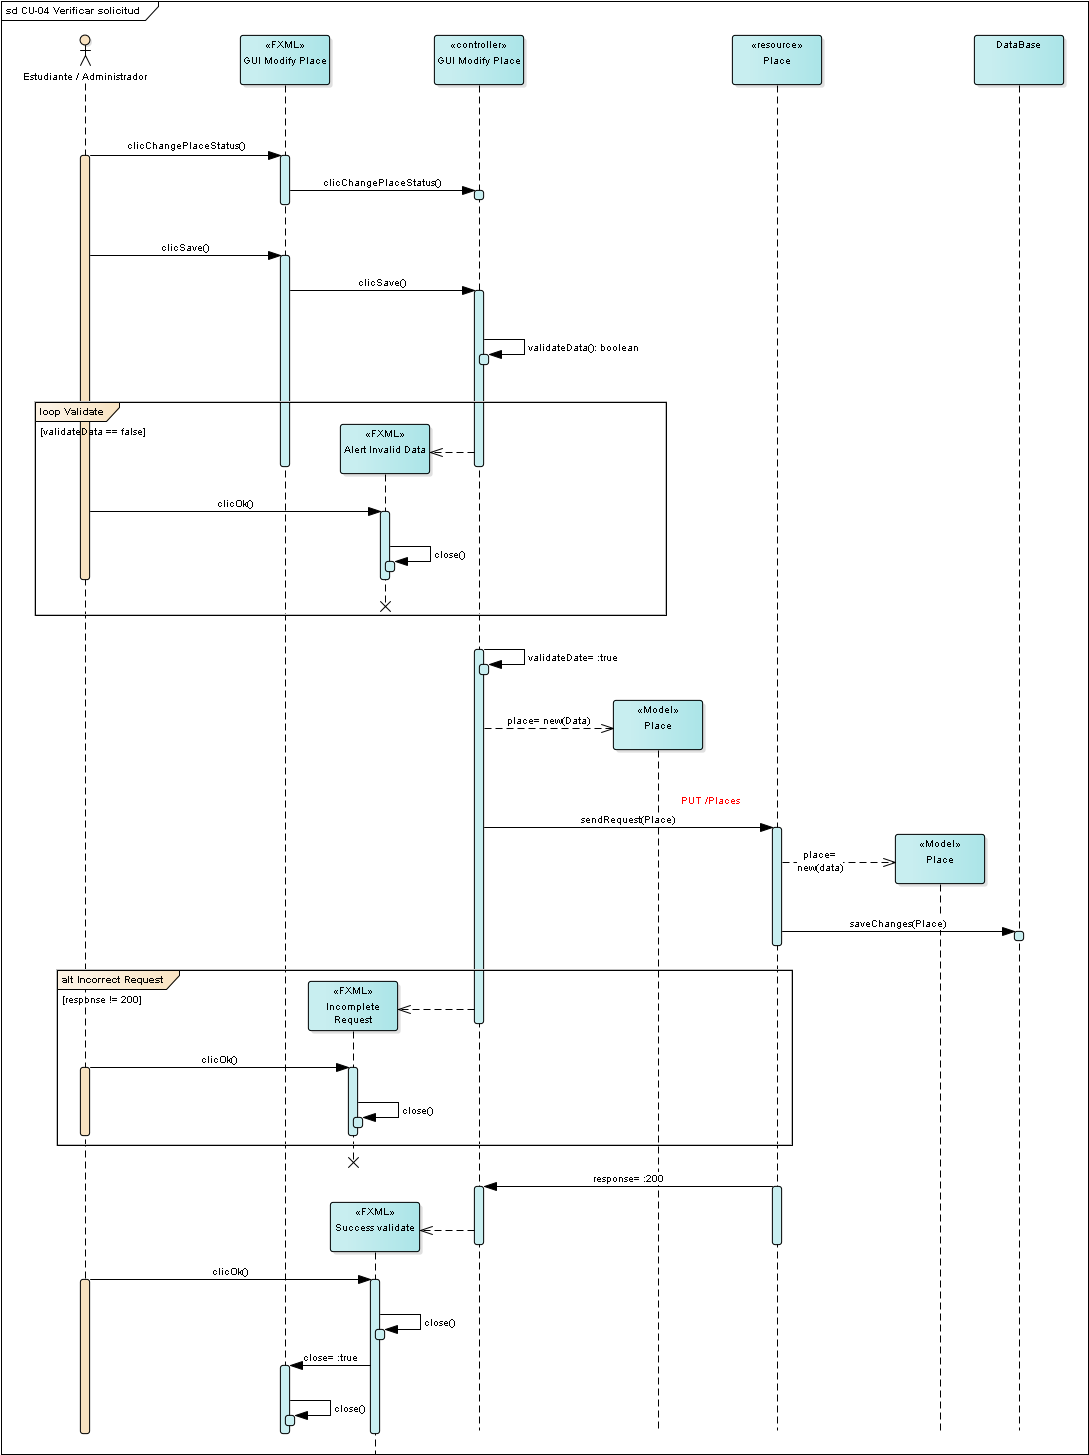 sd CU-04 Verificar solicitud
Estudiante / Administrador
«FXML»
GUI Modify Place
«controller»
GUI Modify Place
«resource»
Place
DataBase
clicChangePlaceStatus()
clicChangePlaceStatus()
clicSave()
clicSave()
validateData(): boolean
loop Validate
[validateData == false]
«FXML»
Alert Invalid Data
clicOk()
close()
validateDate= :true
«Model»
Place
place= new(Data)
PUT /Places
sendRequest(Place)
«Model»
Place
place=
new(data)
saveChanges(Place)
alt Incorrect Request
[response != 200]
«FXML»
Incomplete
Request
clicOk()
close()
response= :200
«FXML»
Success validate
clicOk()
close()
close= :true
close()